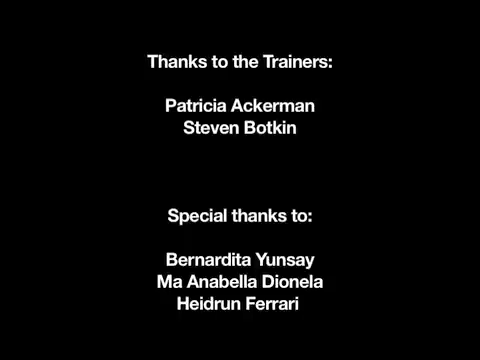 Thanks to the Trainers:
Patricia Ackerman
Steven Botkin
Special thanks to:
Bernardita Yunsay
Ma Anabella Dionela
Heidrun Ferrari